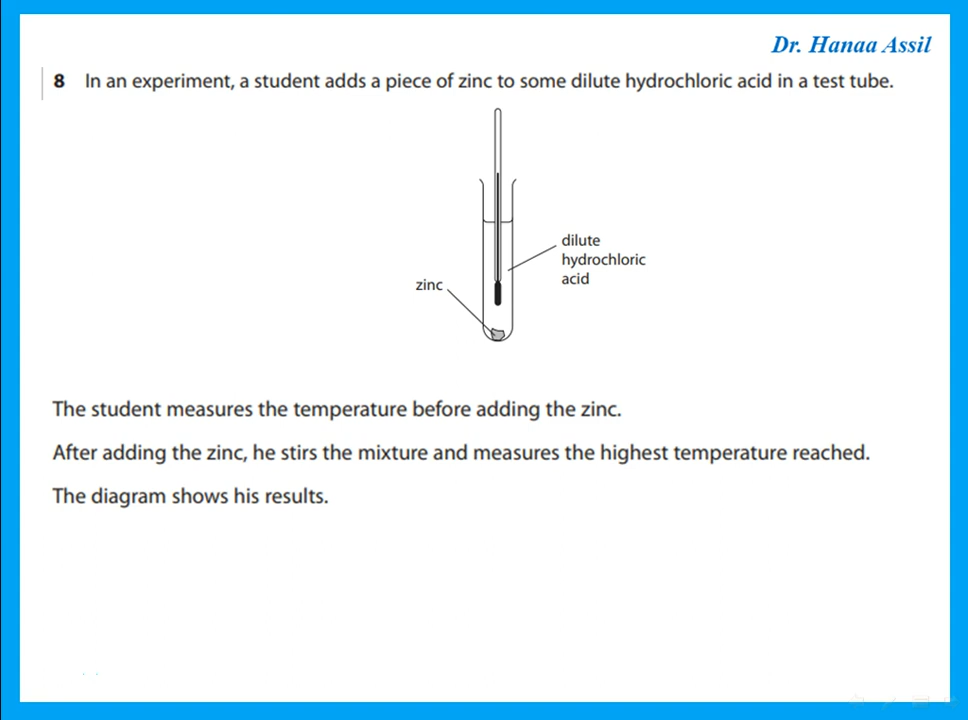 Dr. Hanaa Assil
8 In an experiment, a student adds a piece of zinc to some dilute hydrochloric acid in a test tube.
dilute
hydrochloric
acid
zinc
The student measures the temperature before adding the zinc.
After adding the zinc, he stirs the mixture and measures the highest temperature reached.
The diagram shows his results.